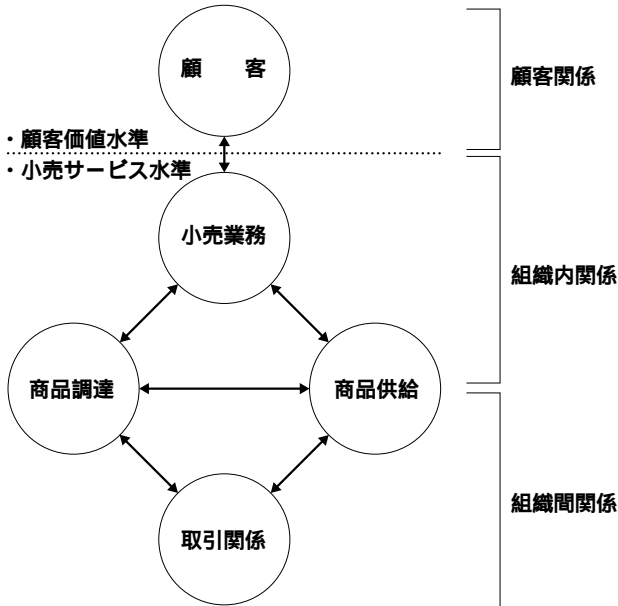 顧　客
顧客関係
・顧客価値水準
・小売サービス水準
小売業務
組織内関係
商品調達
商品供給
組織間関係
取引関係